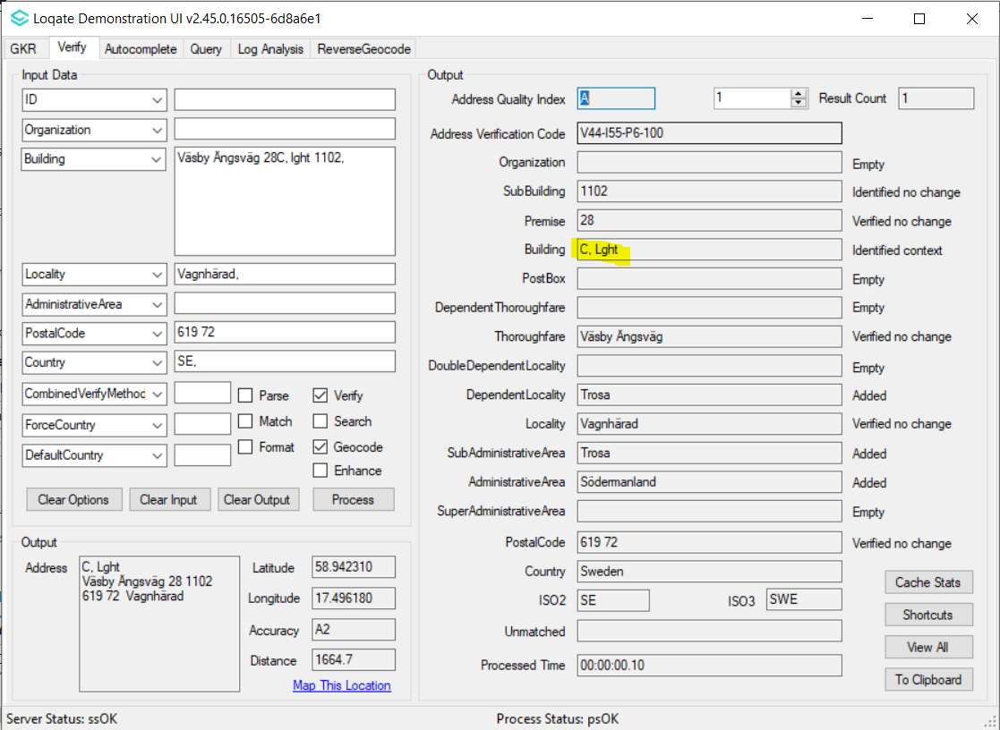 Loqate Demonstration UI v2.45.0.16505-6d8a6e1
GKR Verify Autocomplete Query Log Analysis ReverseGeocode
Input Data
ID
Organization
Building Väsby Ängsväg 28C, lght 1102,
Locality Vagnhärad,
AdministrativeArea
PostalCode 619 72
Country SE,
CombinedVerifyMethod Parse Verify
ForceCountry Match Search
DefaultCountry Format Geocode
Enhance
Clear Options Clear Input Clear Output Process
Output
Address C, Lght
Väsby Ängsväg 28 1102
619 72 Vagnhärad
Latitude 58.942310
Longitude 17.496180
Accuracy A2
Distance 1664.7
Map This Location
Output
Address Quality Index A 1 Result Count 1
Address Verification Code V44-I55-P6-100
Organization Empty
SubBuilding 1102 Identified no change
Premise 28 Verified no change
Building C, Lght Identified context
PostBox Empty
DependentThoroughfare Empty
Thoroughfare Väsby Ängsväg Verified no change
DoubleDependentLocality Empty
DependentLocality Trosa Added
Locality Vagnhärad Verified no change
SubAdministrativeArea Trosa Added
AdministrativeArea Södermanland Added
SuperAdministrativeArea Empty
PostalCode 619 72 Verified no change
Country Sweden
ISO2 SE ISO3 SWE
Unmatched
Processed Time 00:00:00.10
Cache Stats
Shortcuts
View All
To Clipboard
Server Status: ssOK Process Status: psOK